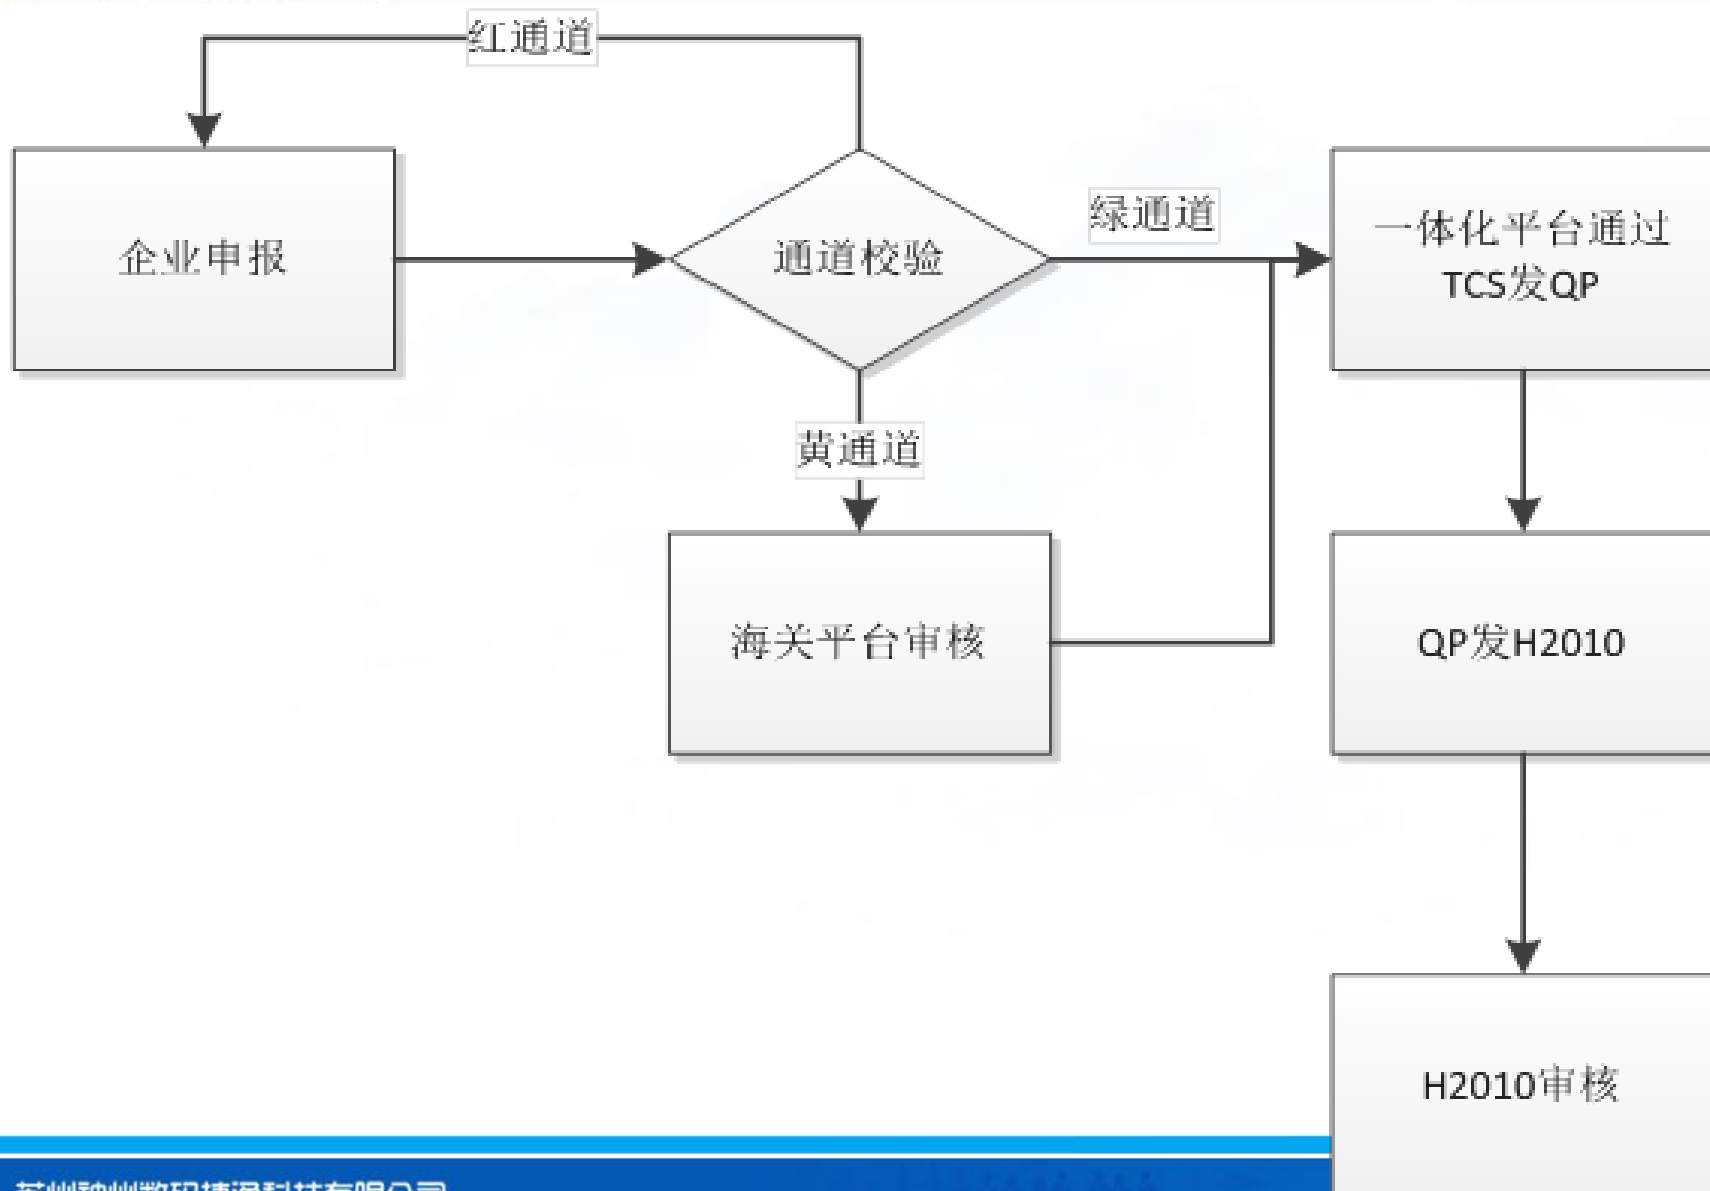 红通道
企业申报
通道校验
绿通道
一体化平台通过
TCS发QP
黄通道
海关平台审核
QP发H2010
H2010审核